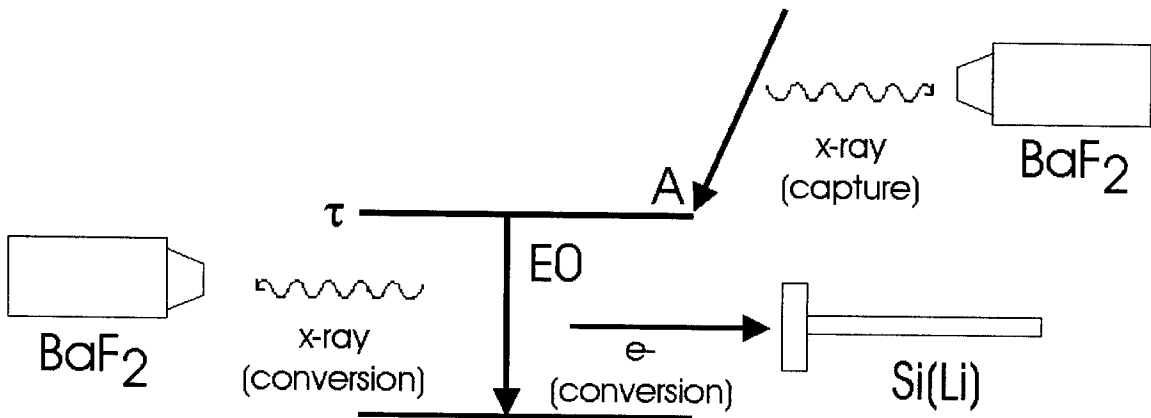 x-ray
(capture)
BaF2
A
τ
E0
BaF2
x-ray
(conversion)
e-
(conversion)
Si(Li)